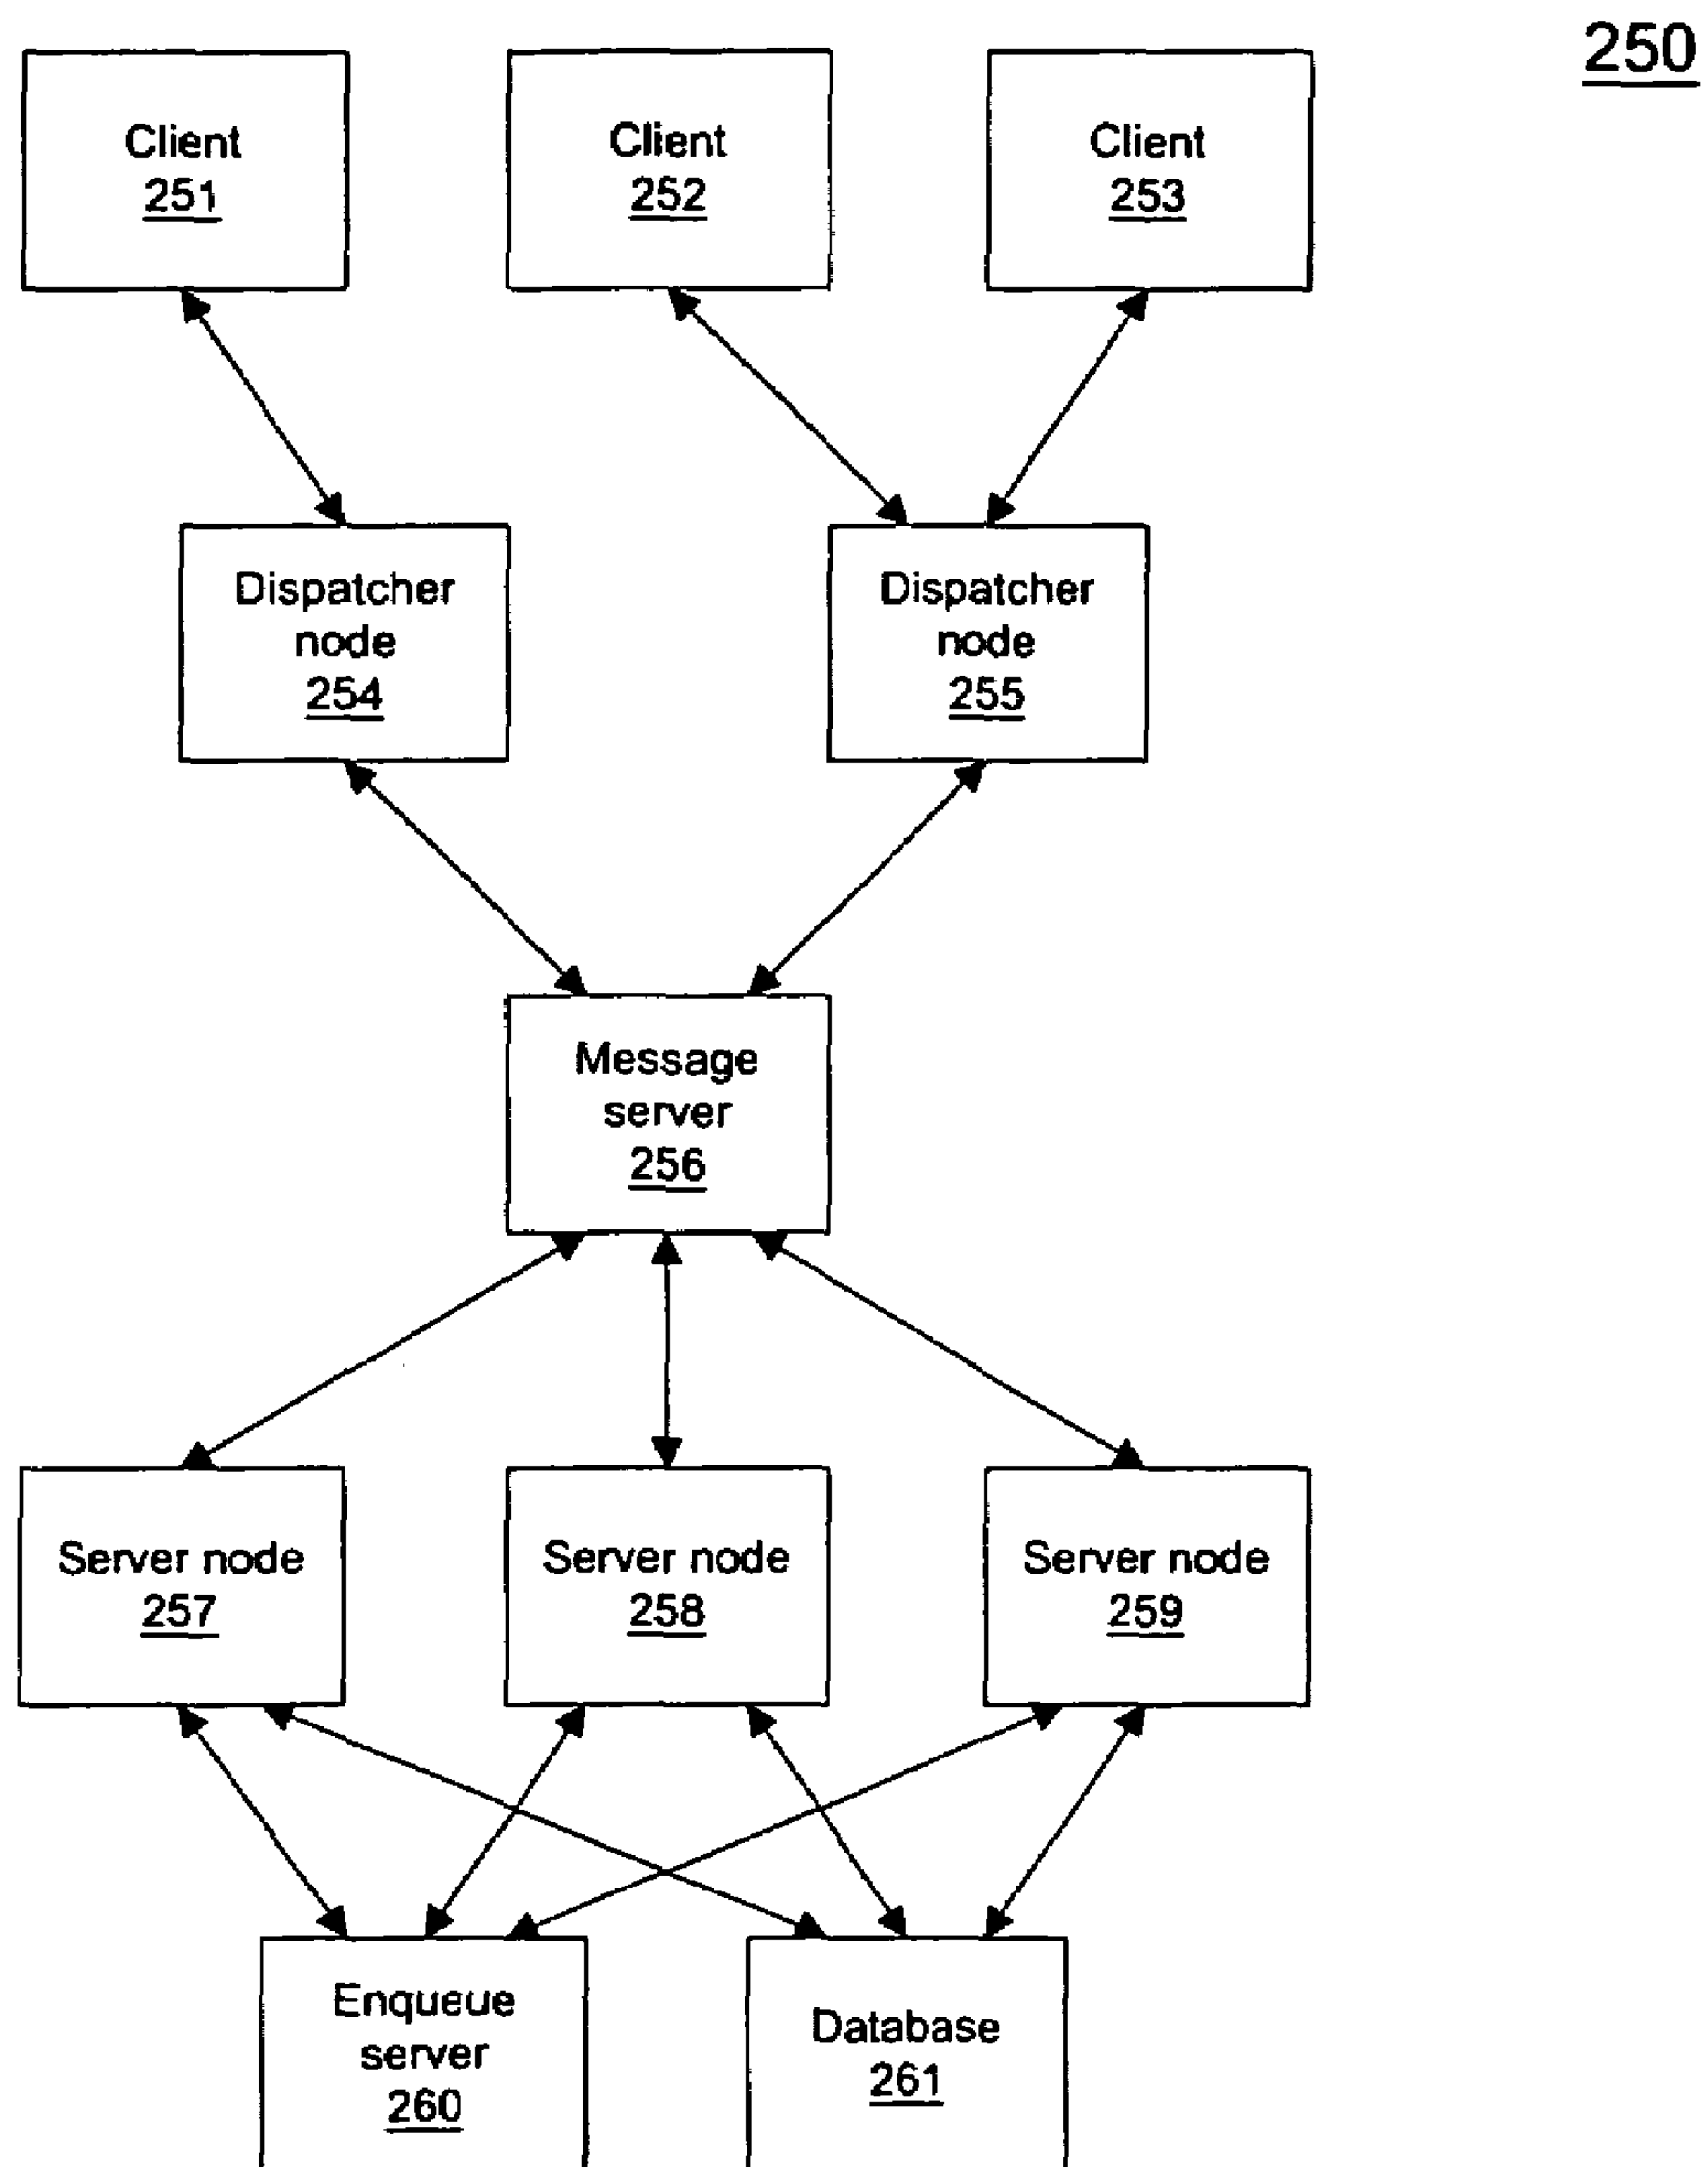 250
Client
251
Client
252
Client
253
Dispatcher
node
254
Dispatcher
node
255
Message
server
256
Server node
257
Server node
258
Server node
259
Enqueue
server
260
Database
261